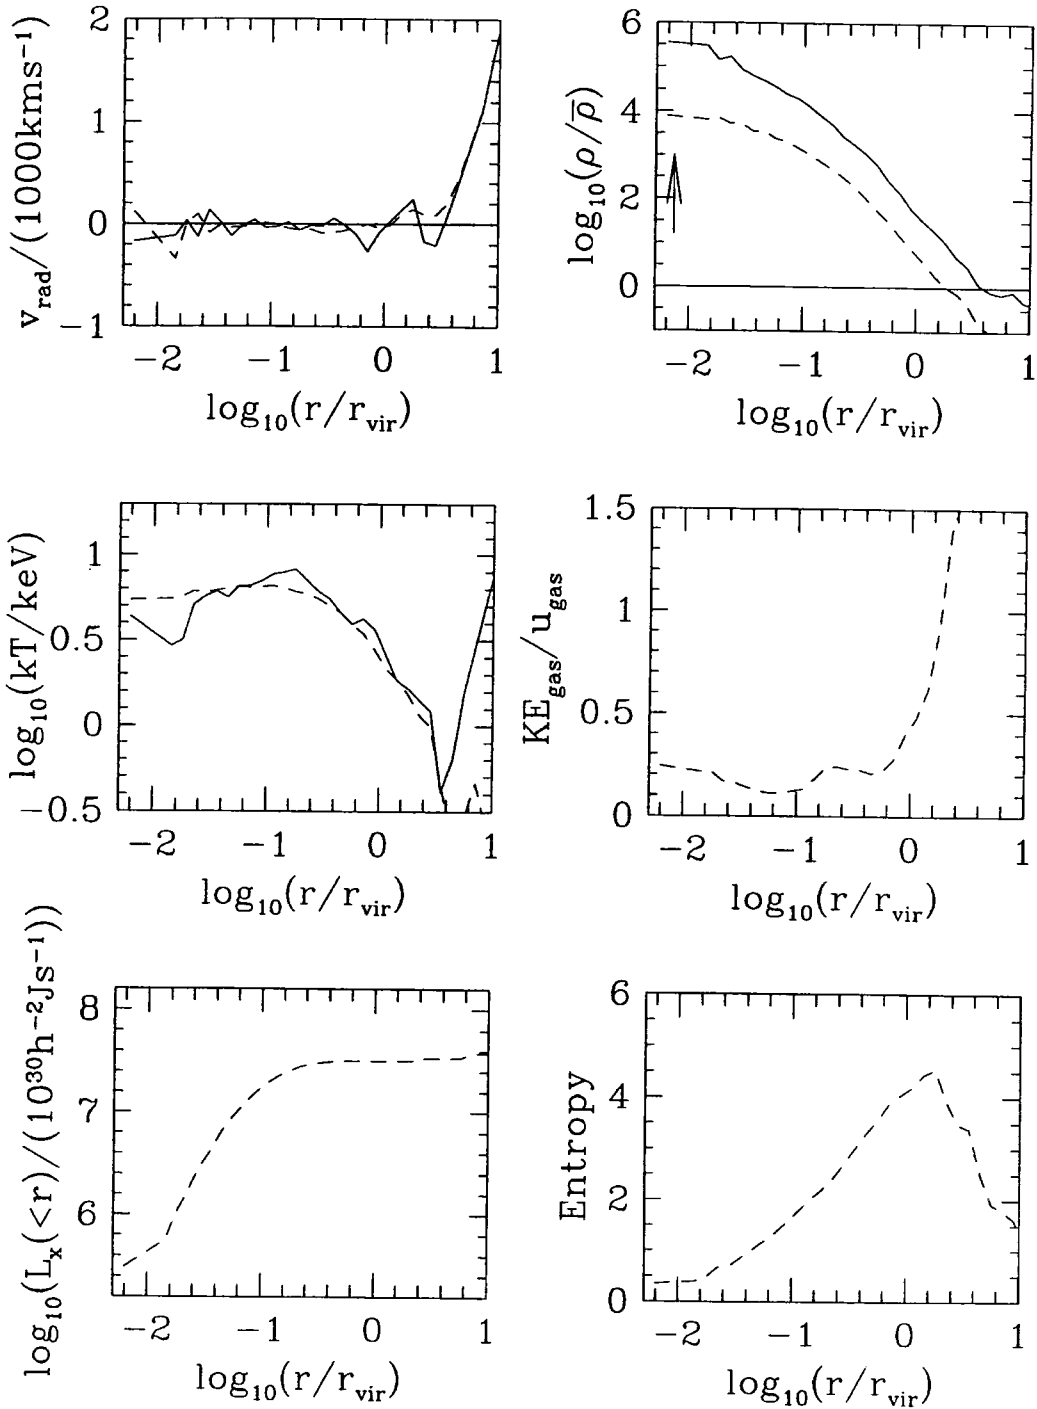 2
1
0
−1
v_rad/(1000kms⁻¹)
−2 −1 0 1
log₁₀(r/r_vir)
6
4
2
0
log₁₀(ρ/ρ̄)
−2 −1 0 1
log₁₀(r/r_vir)
1
0.5
0
−0.5
log₁₀(kT/keV)
−2 −1 0 1
log₁₀(r/r_vir)
1.5
1
0.5
0
KE_gas/u_gas
−2 −1 0 1
log₁₀(r/r_vir)
8
7
6
log₁₀(L_x(<r)/(10³⁰h⁻²Js⁻¹))
−2 −1 0 1
log₁₀(r/r_vir)
6
4
2
0
Entropy
−2 −1 0 1
log₁₀(r/r_vir)